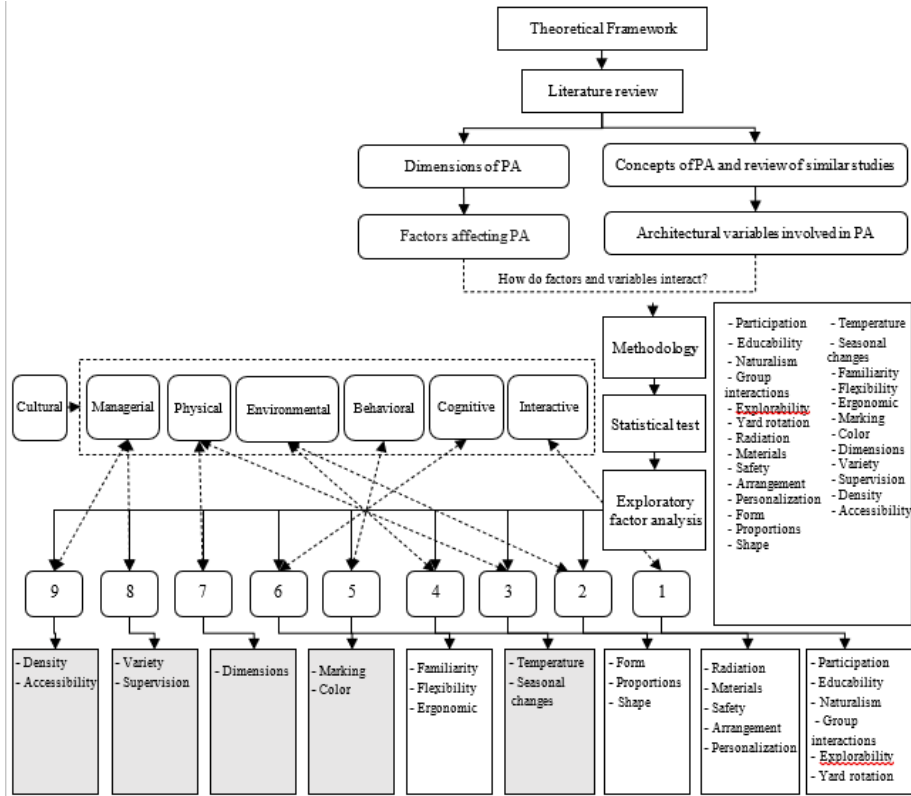 Theoretical Framework
Literature review
Dimensions of PA
Concepts of PA and review of similar studies
Factors affecting PA
Architectural variables involved in PA
How do factors and variables interact?
Methodology
Statistical test
Exploratory
factor analysis
- Participation
- Educability
- Naturalism
- Group
interactions
- Explorability
- Yard rotation
- Radiation
- Materials
- Safety
- Arrangement
- Personalization
- Form
- Proportions
- Shape
- Temperature
- Seasonal
changes
- Familiarity
- Flexibility
- Ergonomic
- Marking
- Color
- Dimensions
- Variety
- Supervision
- Density
- Accessibility
Cultural
Managerial
Physical
Environmental
Behavioral
Cognitive
Interactive
9
8
7
6
5
4
3
2
1
- Density
- Accessibility
- Variety
- Supervision
- Dimensions
- Marking
- Color
- Familiarity
- Flexibility
- Ergonomic
- Temperature
- Seasonal
changes
- Form
- Proportions
- Shape
- Radiation
- Materials
- Safety
- Arrangement
- Personalization
- Participation
- Educability
- Naturalism
- Group
interactions
- Explorability
- Yard rotation